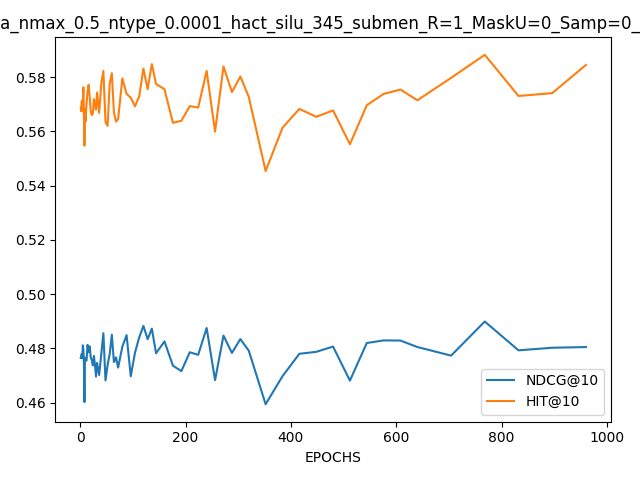 a_nmax_0.5_ntype_0.0001_hact_silu_345_submen_R=1_MaskU=0_Samp=0_
0.58
0.56
0.54
0.52
0.50
0.48
0.46
NDCG@10
HIT@10
0 200 400 600 800 1000
EPOCHS